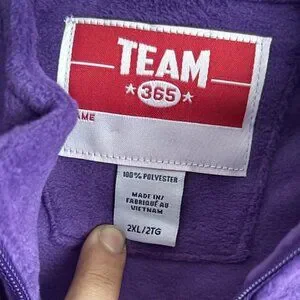 TEAM
★365★
AME
100% POLYESTER
MADE IN/
FABRIQUÉ AU
VIETNAM
2XL/2TG